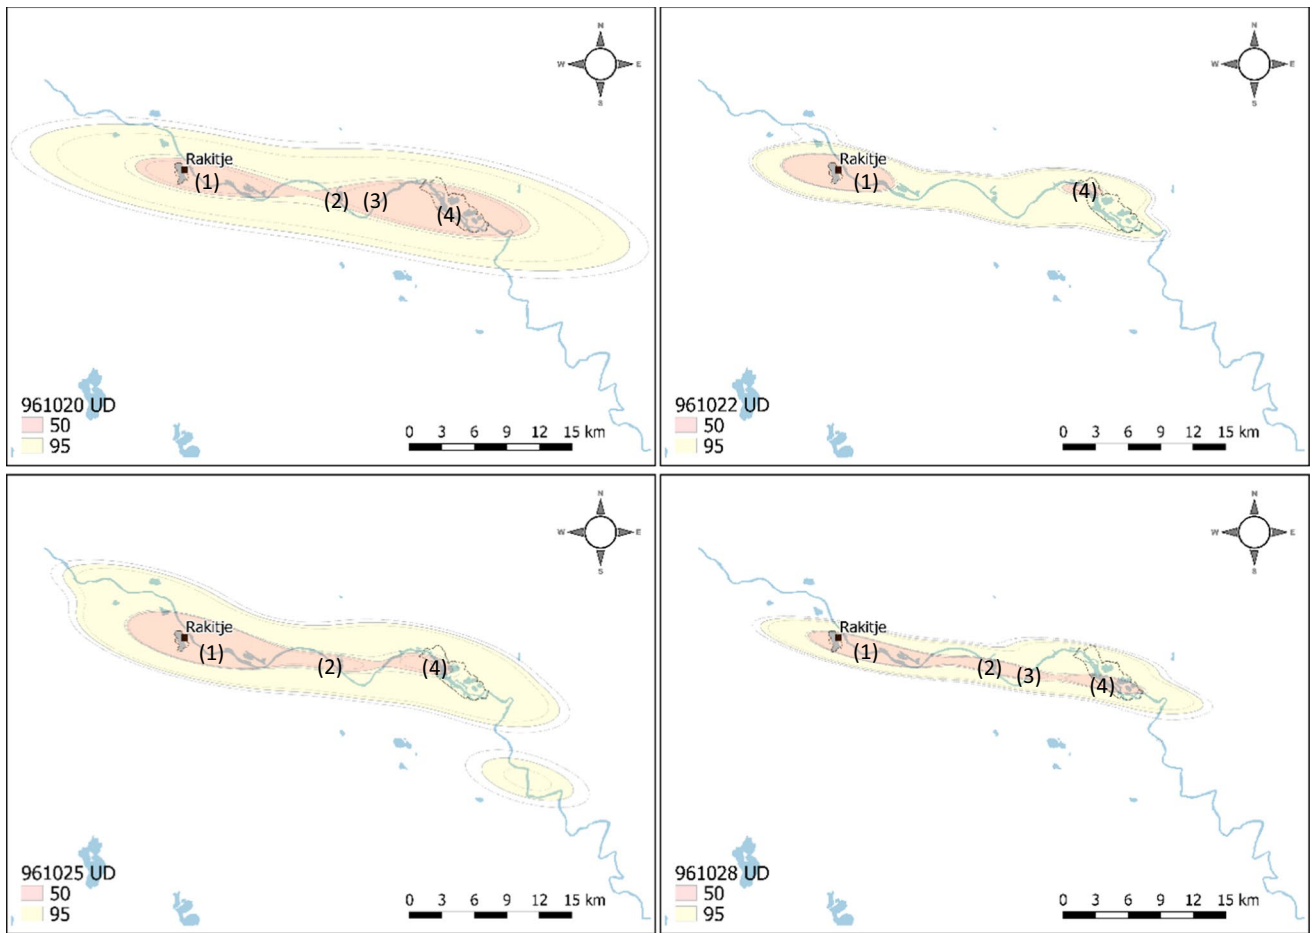 N
W E
S
Rakitje
(1)
(2) (3)
(4)
961020 UD
50
95
0 3 6 9 12 15 km
N
W E
S
Rakitje
(1) (4)
961022 UD
50
95
0 3 6 9 12 15 km
N
W E
S
Rakitje
(1)
(2) (4)
961025 UD
50
95
0 3 6 9 12 15 km
N
W E
S
Rakitje
(1)
(2) (3)
(4)
961028 UD
50
95
0 3 6 9 12 15 km